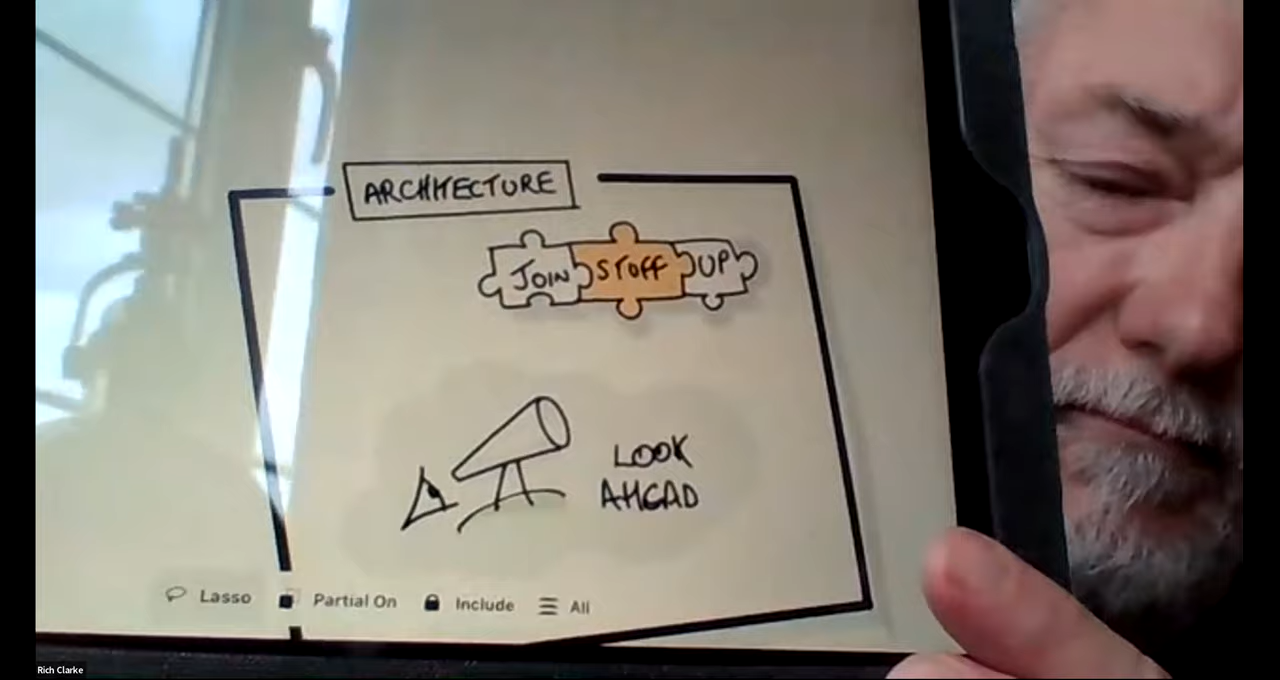 ARCHITECTURE
JOIN STUFF UP
LOOK
AHEAD
Lasso Partial On Include All
Rich Clarke